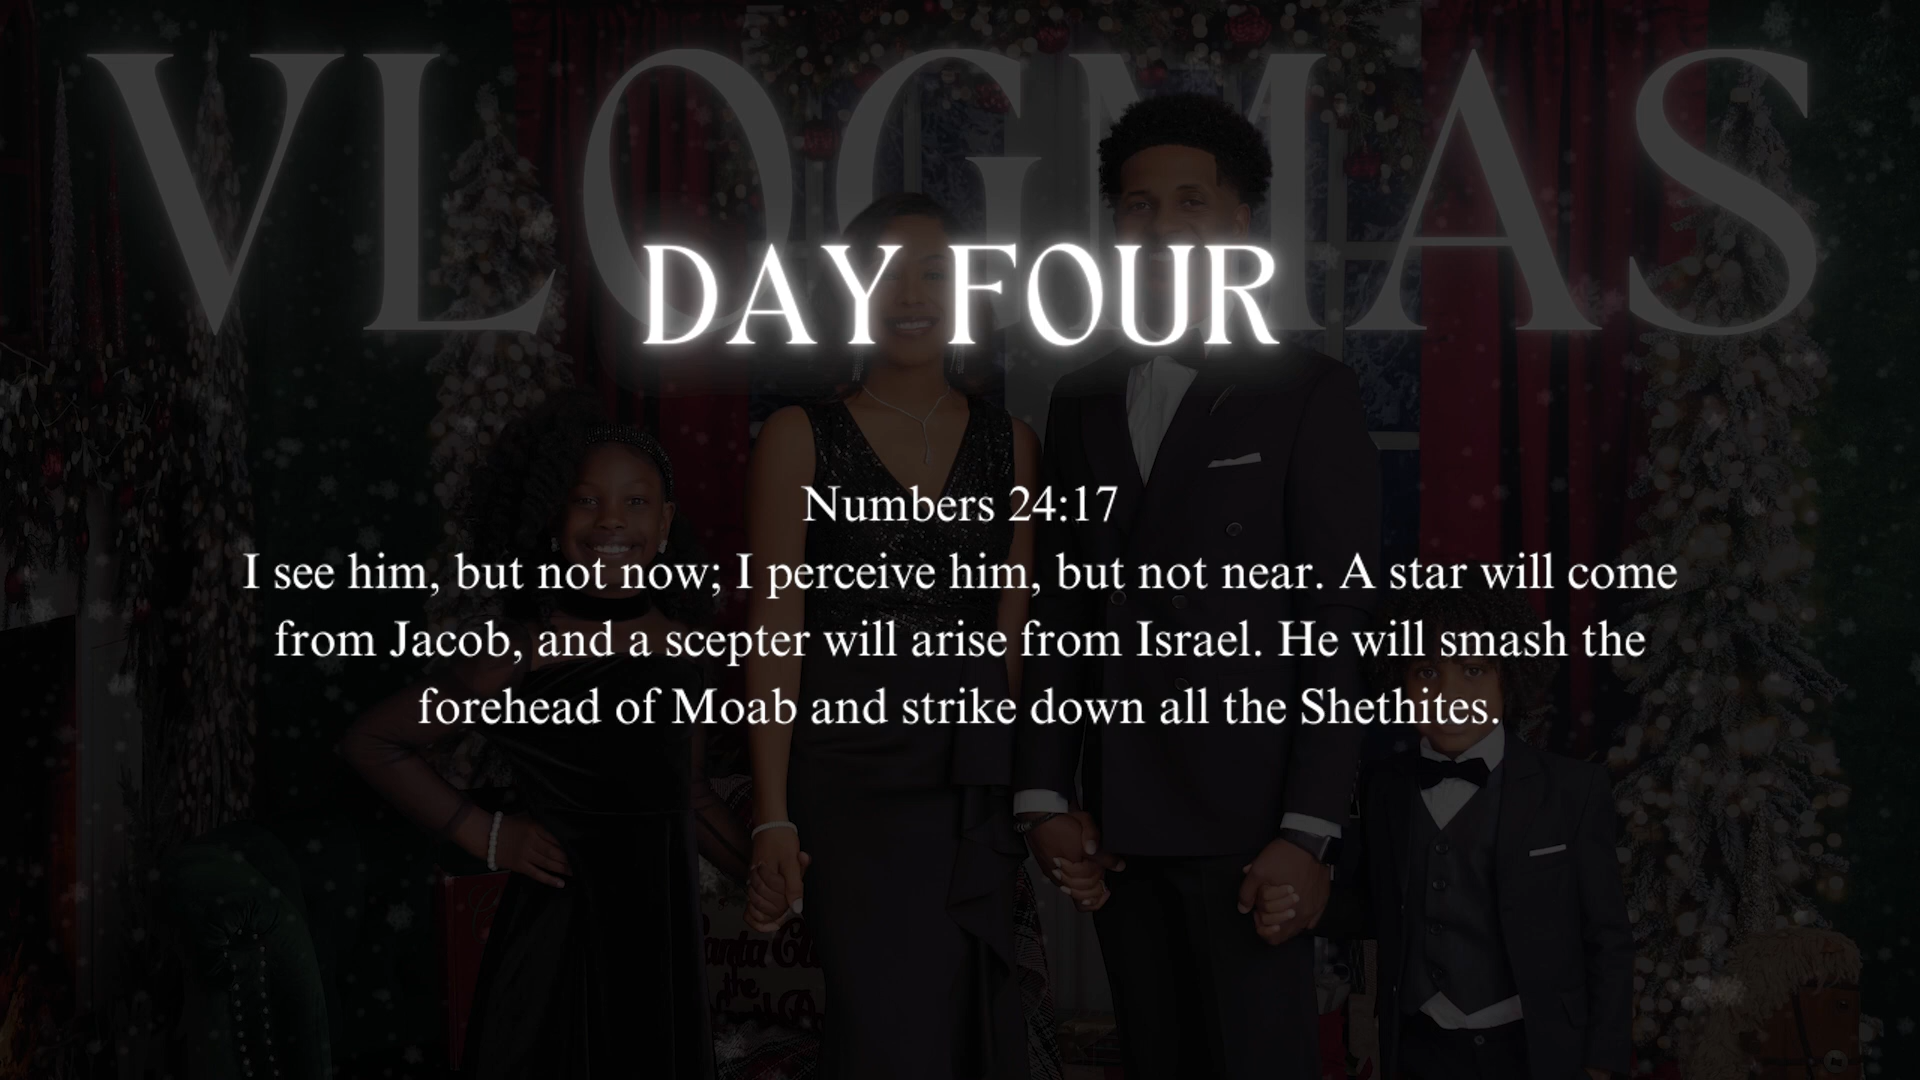 VLOGMAS
DAY FOUR
Numbers 24:17
I see him, but not now; I perceive him, but not near. A star will come
from Jacob, and a scepter will arise from Israel. He will smash the
forehead of Moab and strike down all the Shethites.
Santa
the